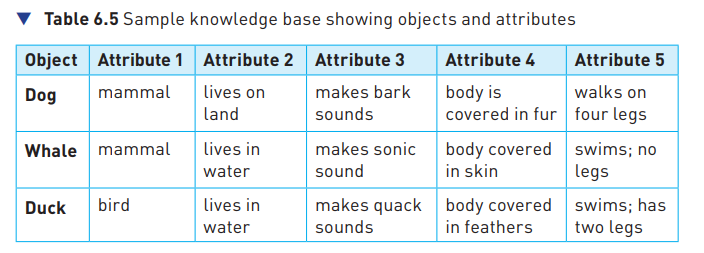 ▼ Table 6.5 Sample knowledge base showing objects and attributes
Object Attribute 1 Attribute 2 Attribute 3 Attribute 4 Attribute 5
Dog mammal lives on makes bark body is walks on
land sounds covered in fur four legs
Whale mammal lives in makes sonic body covered swims; no
water sound in skin legs
Duck bird lives in makes quack body covered swims; has
water sounds in feathers two legs